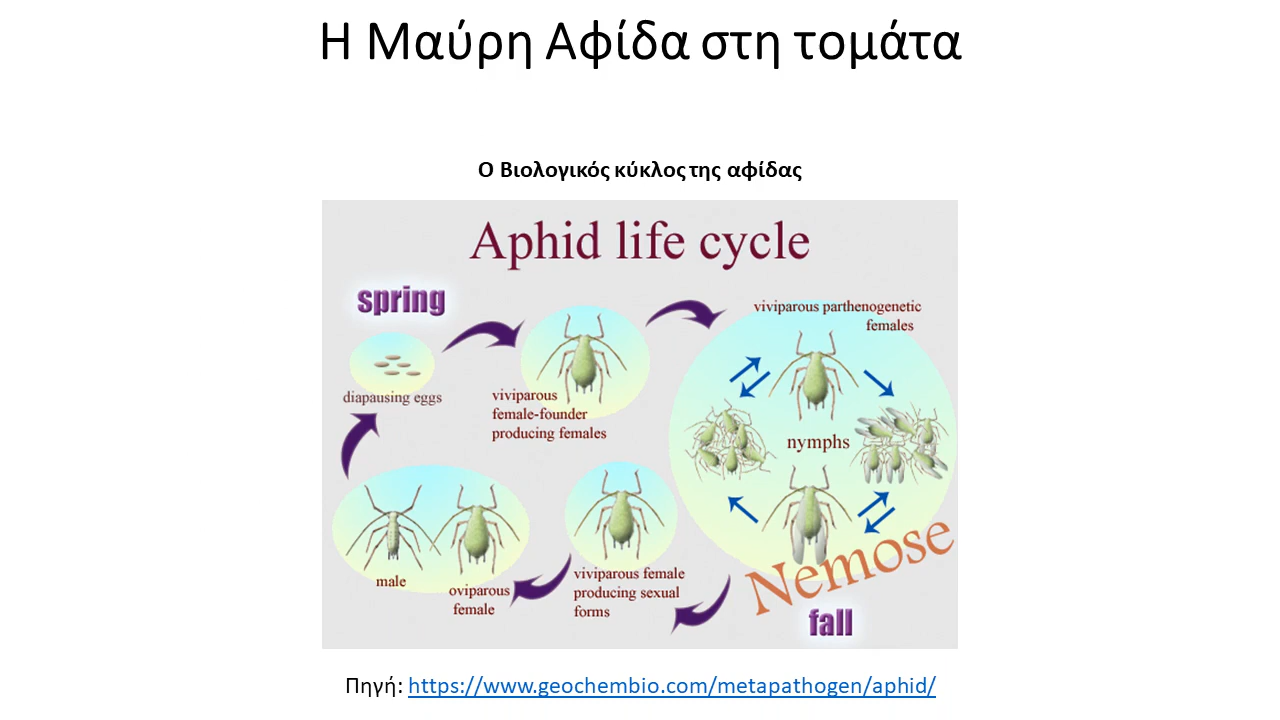 Η Μαύρη Αφίδα στη τομάτα
Ο Βιολογικός κύκλος της αφίδας
Aphid life cycle
spring
diapausing eggs
viviparous
female-founder
producing females
viviparous parthenogenetic
females
nymphs
male
oviparous
female
viviparous female
producing sexual
forms
Nemose
fall
Πηγή: https://www.geochembio.com/metapathogen/aphid/